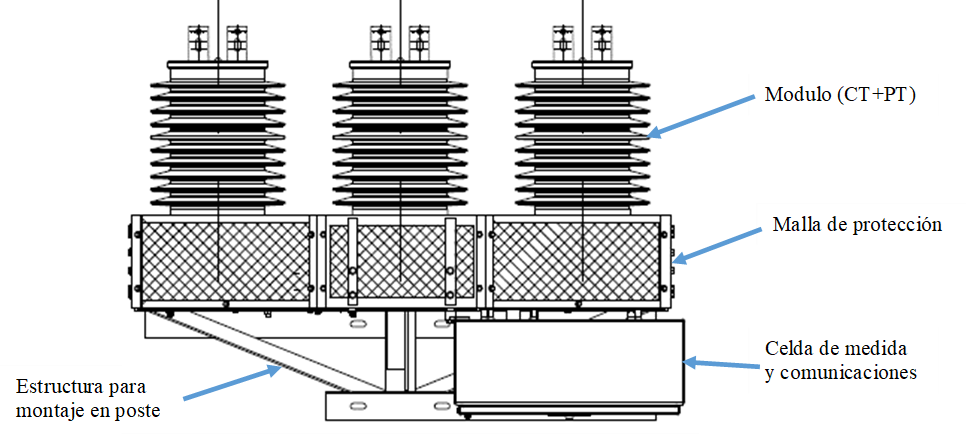 Modulo (CT+PT)
Malla de protección
Celda de medida
y comunicaciones
Estructura para
montaje en poste